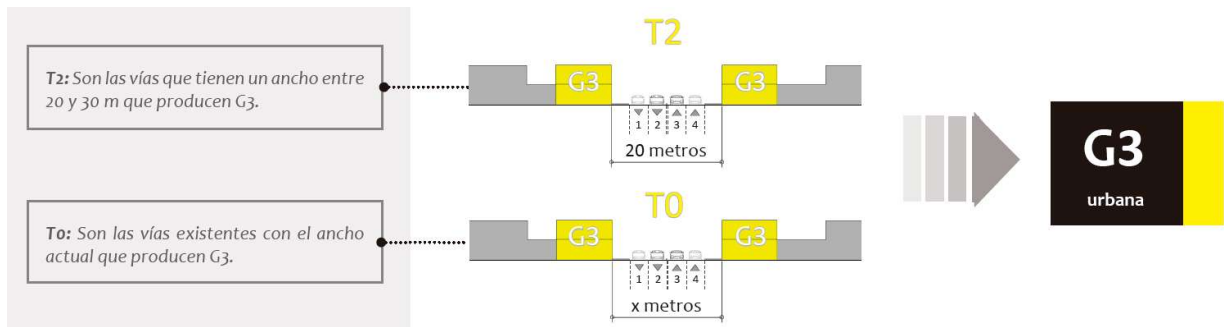 T2: Son las vías que tienen un ancho entre
20 y 30 m que producen G3.
T2
G3
G3
1 2 3 4
20 metros
T0: Son las vías existentes con el ancho
actual que producen G3.
T0
G3
G3
1 2 3 4
x metros
G3
urbana